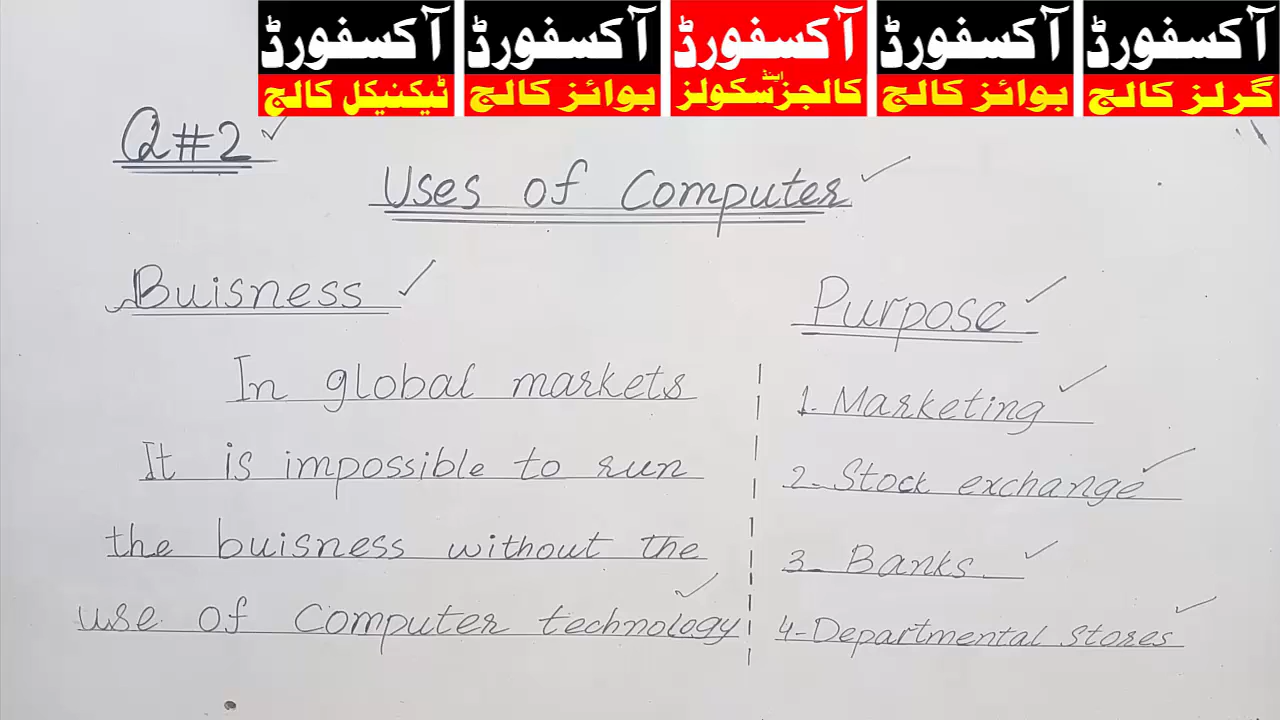 آکسفورڈ آکسفورڈ آکسفورڈ آکسفورڈ آکسفورڈ
گرلز کالج بوائز کالج کالجز اینڈ سکولز بوائز کالج ٹیکنیکل کالج
Q#2
Uses of Computer
Buisness
In global markets
It is impossible to run
the buisness without the
use of Computer technology
Purpose
1. Marketing
2. Stock exchange
3. Banks
4-Departmental stores